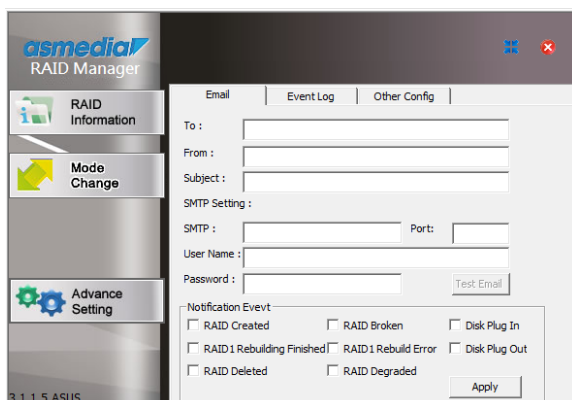 asmedia
RAID Manager
RAID
Information
Mode
Change
Advance
Setting
3.1.1.5 ASUS
Email Event Log Other Config
To :
From :
Subject :
SMTP Setting :
SMTP : Port:
User Name :
Password : Test Email
Notification Evevt
RAID Created RAID Broken Disk Plug In
RAID1 Rebuilding Finished RAID1 Rebuild Error Disk Plug Out
RAID Deleted RAID Degraded
Apply